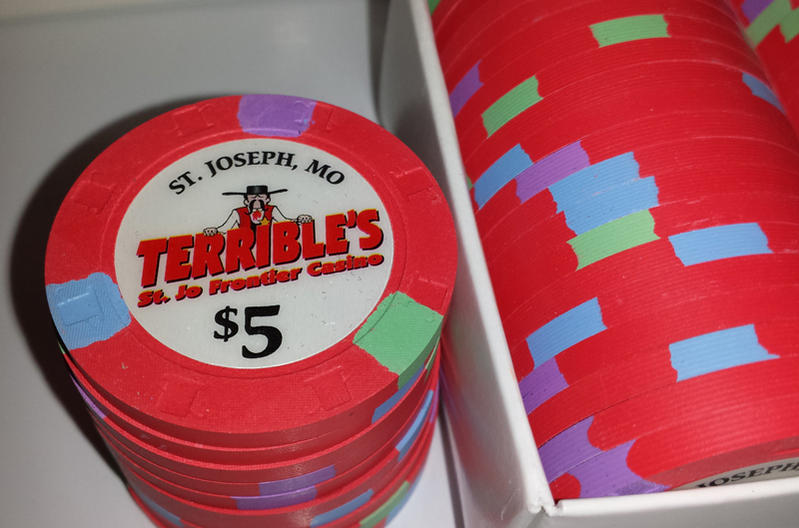 ST. JOSEPH, MO
TERRIBLE'S
St. Jo Frontier Casino
$5
JOSEPH,